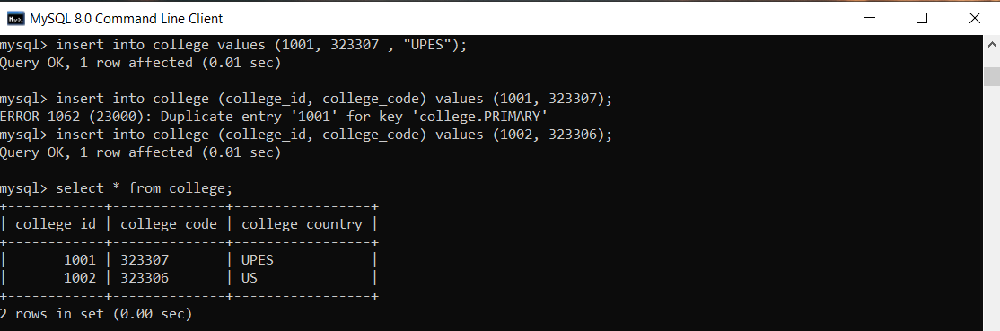 MySQL 8.0 Command Line Client
mysql> insert into college values (1001, 323307 , "UPES");
Query OK, 1 row affected (0.01 sec)
mysql> insert into college (college_id, college_code) values (1001, 323307);
ERROR 1062 (23000): Duplicate entry '1001' for key 'college.PRIMARY'
mysql> insert into college (college_id, college_code) values (1002, 323306);
Query OK, 1 row affected (0.01 sec)
mysql> select * from college;
+------------+--------------+-----------------+
| college_id | college_code | college_country |
+------------+--------------+-----------------+
|       1001 | 323307       | UPES            |
|       1002 | 323306       | US              |
+------------+--------------+-----------------+
2 rows in set (0.00 sec)